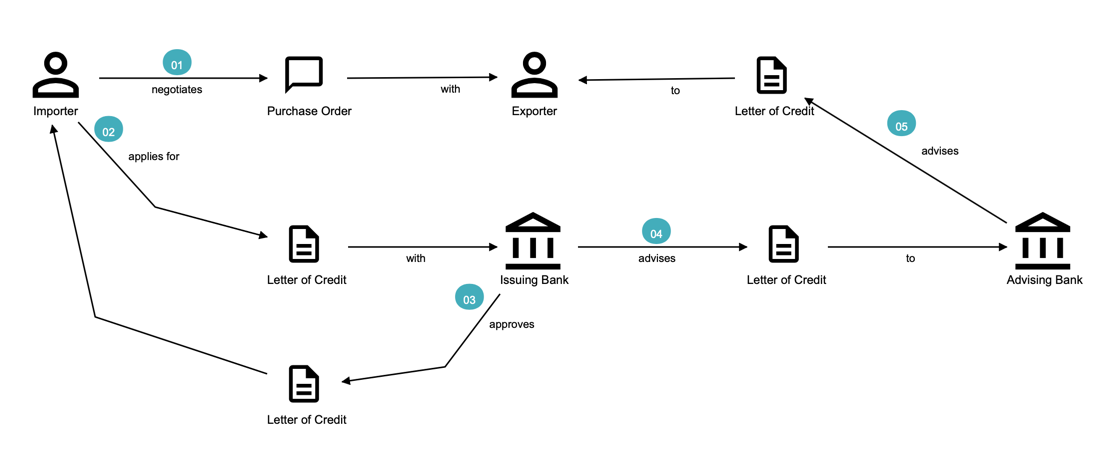 01
negotiates
with
to
Importer
Purchase Order
Exporter
Letter of Credit
02
applies for
05
advises
04
with
advises
to
Letter of Credit
Issuing Bank
Letter of Credit
Advising Bank
03
approves
Letter of Credit